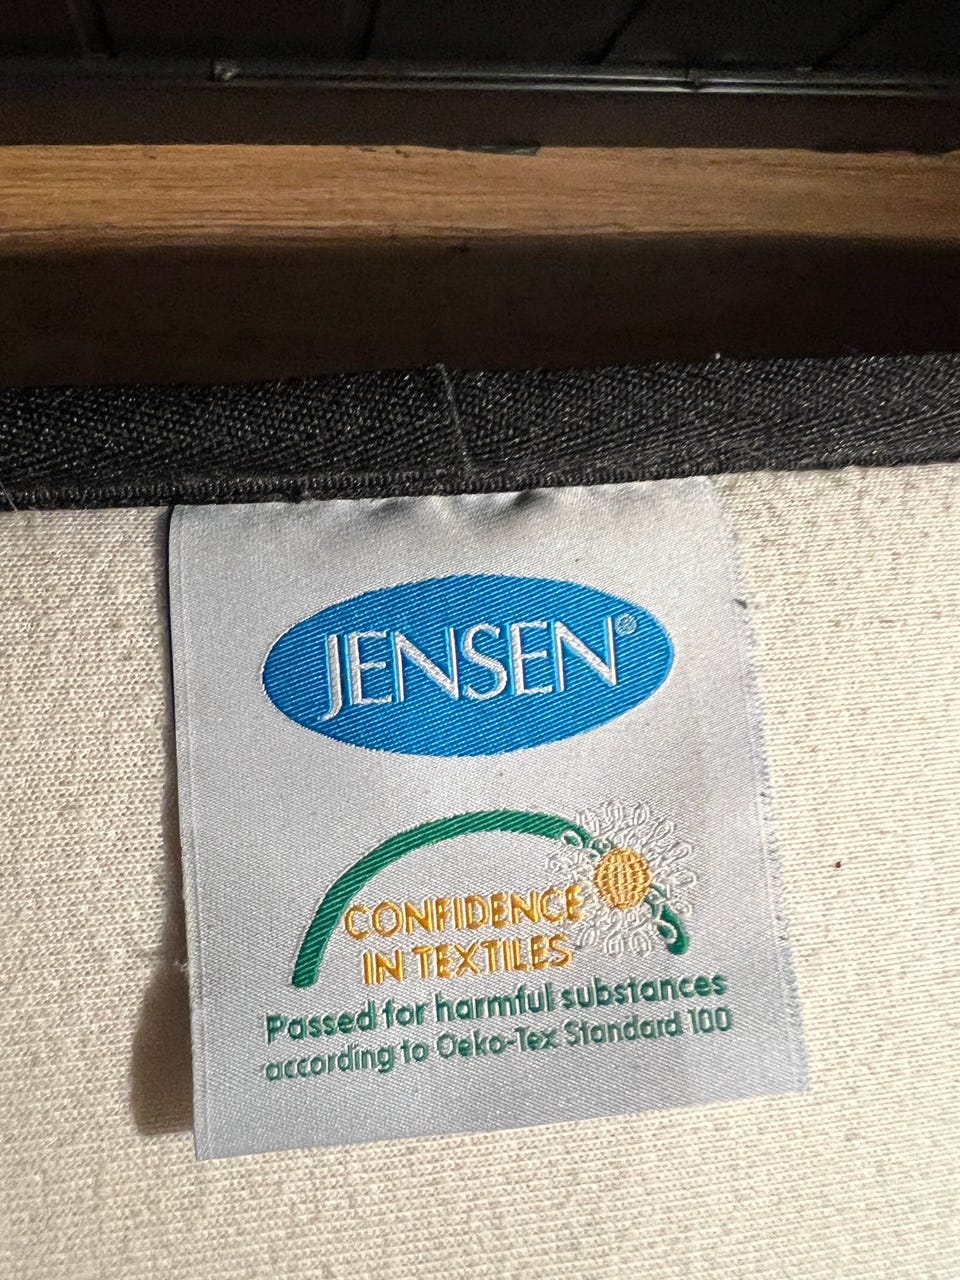 JENSEN®
CONFIDENCE
IN TEXTILES
Passed for harmful substances
according to Oeko-Tex Standard 100